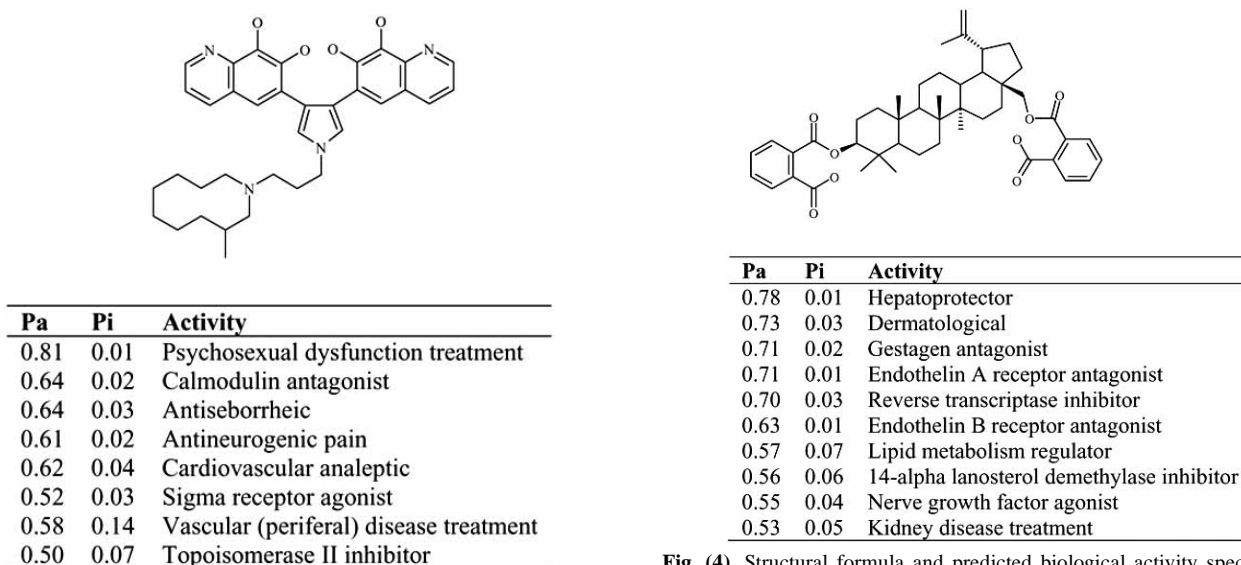 O
O
O
O
N
N
N
N
Pa Pi Activity
0.81 0.01 Psychosexual dysfunction treatment
0.64 0.02 Calmodulin antagonist
0.64 0.03 Antiseborrheic
0.61 0.02 Antineurogenic pain
0.62 0.04 Cardiovascular analeptic
0.52 0.03 Sigma receptor agonist
0.58 0.14 Vascular (periferal) disease treatment
0.50 0.07 Topoisomerase II inhibitor
O
O
O
O
O
O
O
O
Pa Pi Activity
0.78 0.01 Hepatoprotector
0.73 0.03 Dermatological
0.71 0.02 Gestagen antagonist
0.71 0.01 Endothelin A receptor antagonist
0.70 0.03 Reverse transcriptase inhibitor
0.63 0.01 Endothelin B receptor antagonist
0.57 0.07 Lipid metabolism regulator
0.56 0.06 14-alpha lanosterol demethylase inhibitor
0.55 0.04 Nerve growth factor agonist
0.53 0.05 Kidney disease treatment
Fig. (4). Structural formula and predicted biological activity spec